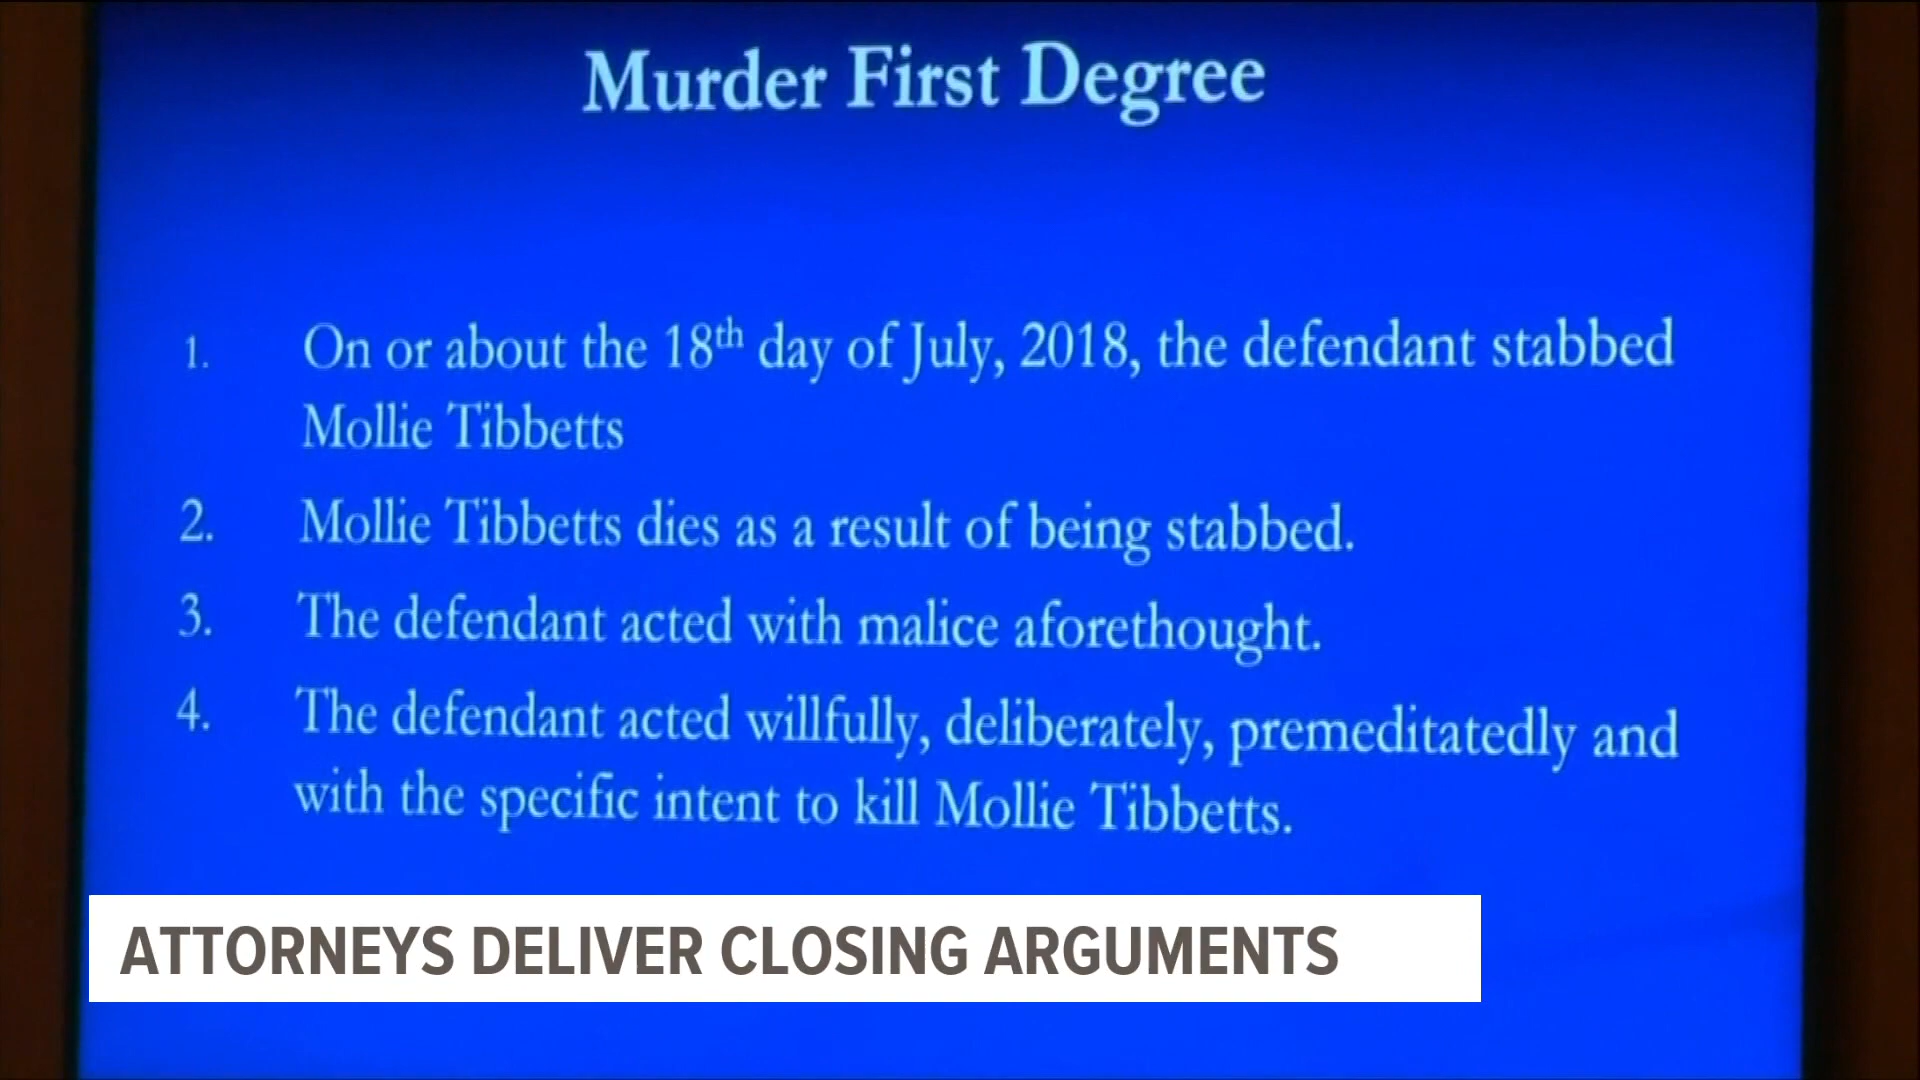 Murder First Degree
1. On or about the 18th day of July, 2018, the defendant stabbed
Mollie Tibbetts
2. Mollie Tibbetts dies as a result of being stabbed.
3. The defendant acted with malice aforethought.
4. The defendant acted willfully, deliberately, premeditatedly and
with the specific intent to kill Mollie Tibbetts.
ATTORNEYS DELIVER CLOSING ARGUMENTS